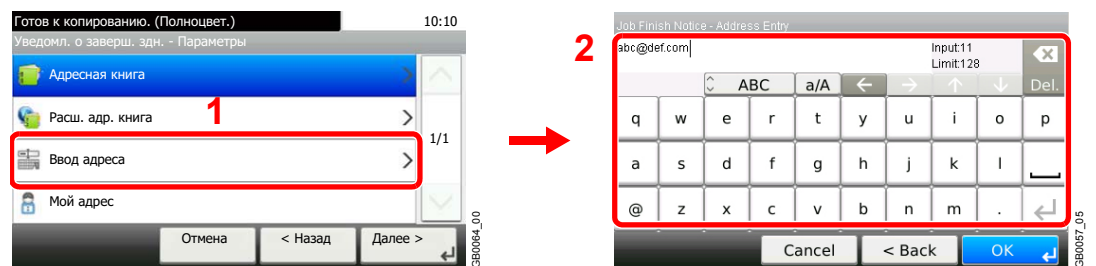 Готов к копированию. (Полноцвет.) 10:10
Уведомл. о заверш. здн. - Параметры
Адресная книга
Расш. адр. книга
1
1/1
Ввод адреса
Мой адрес
Отмена < Назад Далее >
GB0064_00
2
Job Finish Notice - Address Entry
abc@def.com
Input:11
Limit:128
ABC a/A Del.
q w e r t y u i o p
a s d f g h j k l
@ z x c v b n m .
Cancel < Back OK
GB0057_05